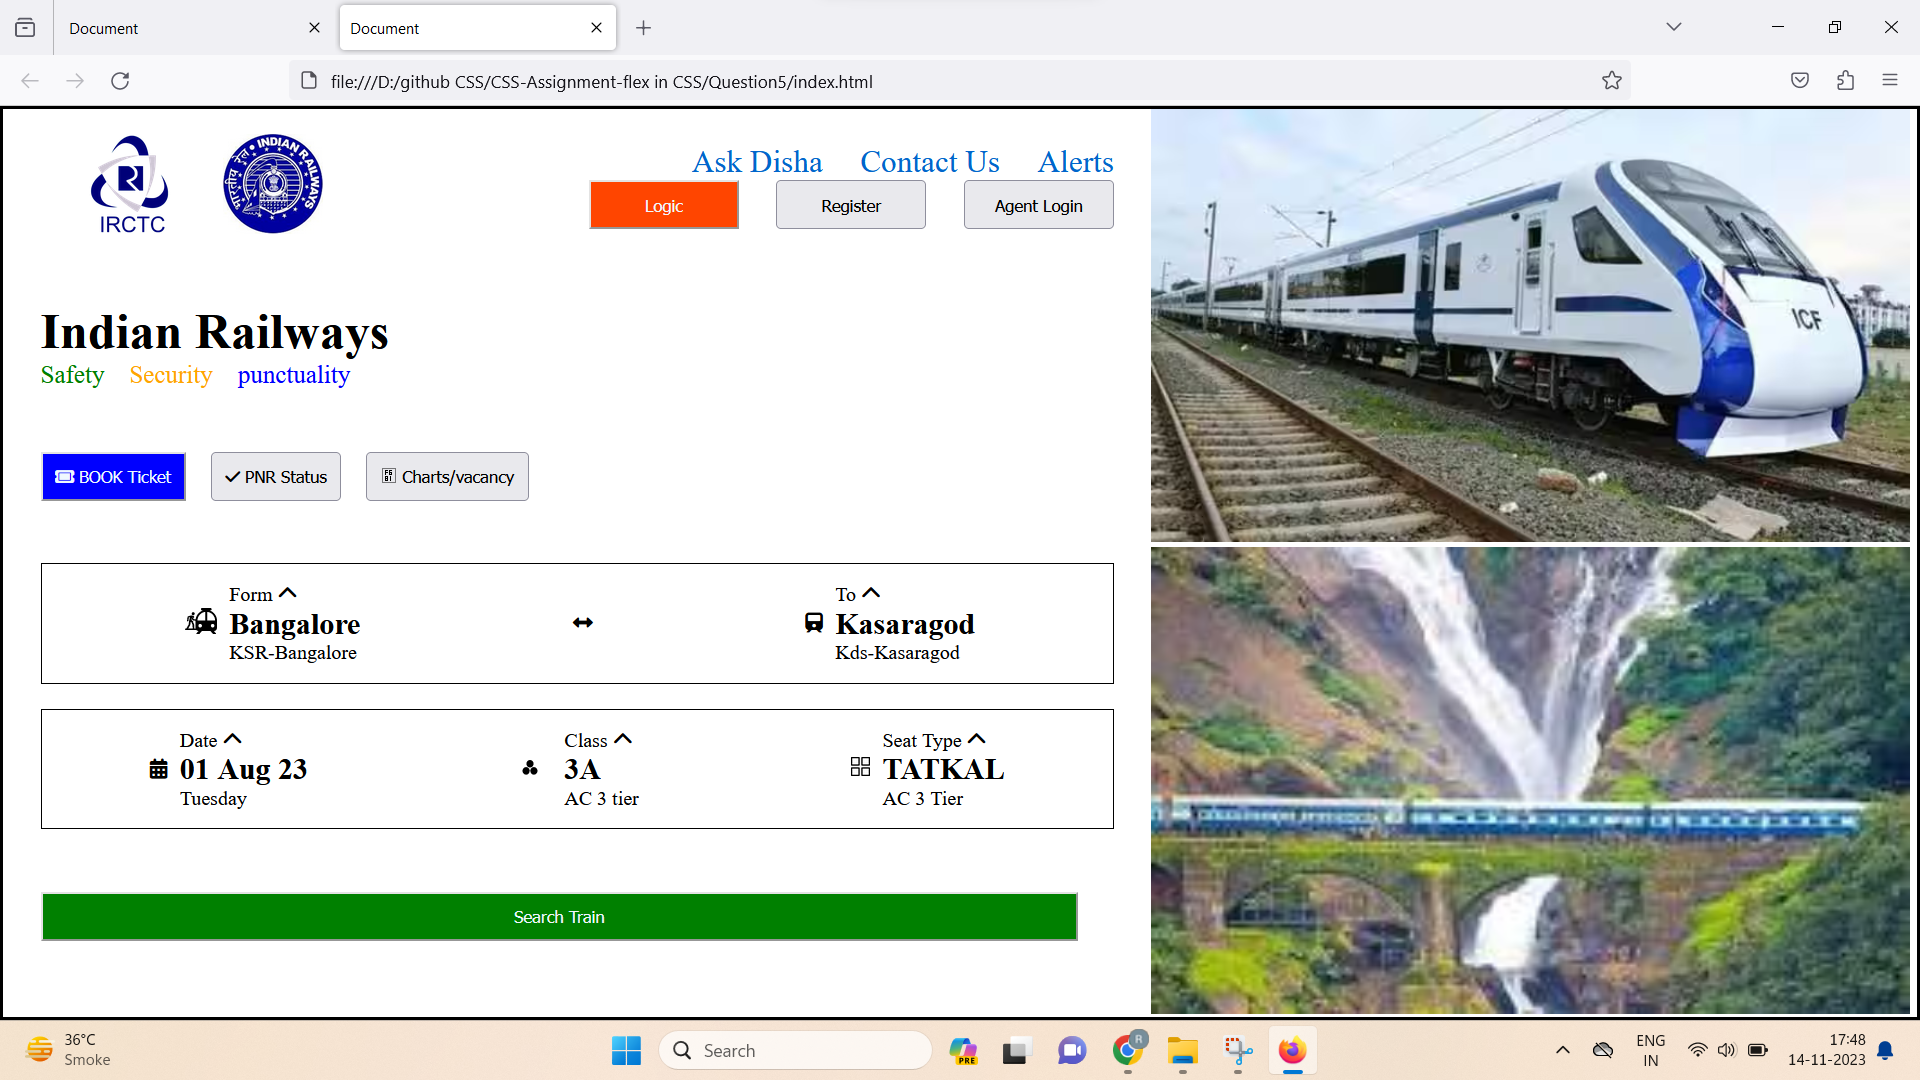 Document
Document
file:///D:/github CSS/CSS-Assignment-flex in CSS/Question5/index.html
IRCTC
भारतीय रेल • INDIAN RAILWAYS
Ask Disha Contact Us Alerts
Logic Register Agent Login
Indian Railways
Safety Security punctuality
BOOK Ticket PNR Status Charts/vacancy
Form To
Bangalore Kasaragod
KSR-Bangalore Kds-Kasaragod
Date Class Seat Type
01 Aug 23 3A TATKAL
Tuesday AC 3 tier AC 3 Tier
Search Train
ICF
36°C
Smoke
Search
PRE
R
ENG
IN
17:48
14-11-2023